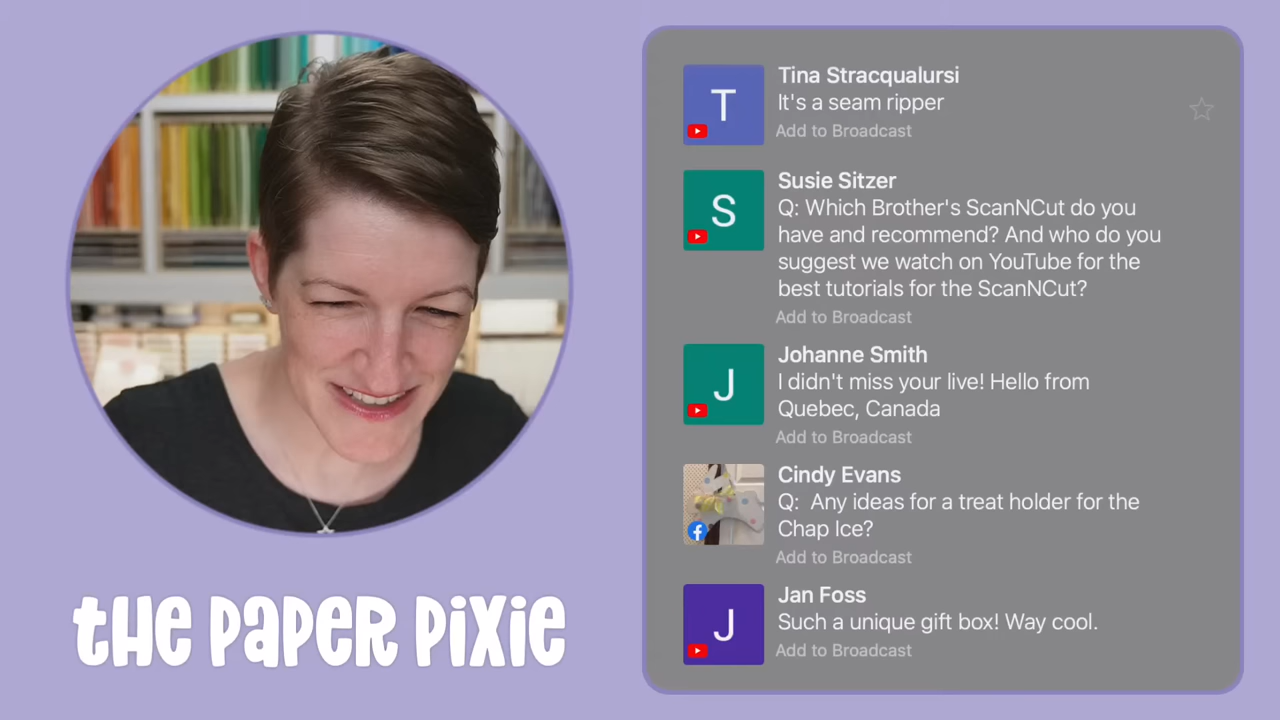 T
Tina Stracqualursi
It's a seam ripper
Add to Broadcast
S
Susie Sitzer
Q: Which Brother's ScanNCut do you
have and recommend? And who do you
suggest we watch on YouTube for the
best tutorials for the ScanNCut?
Add to Broadcast
J
Johanne Smith
I didn't miss your live! Hello from
Quebec, Canada
Add to Broadcast
Cindy Evans
Q:  Any ideas for a treat holder for the
Chap Ice?
Add to Broadcast
J
Jan Foss
Such a unique gift box! Way cool.
Add to Broadcast
the PAPER PiXiE